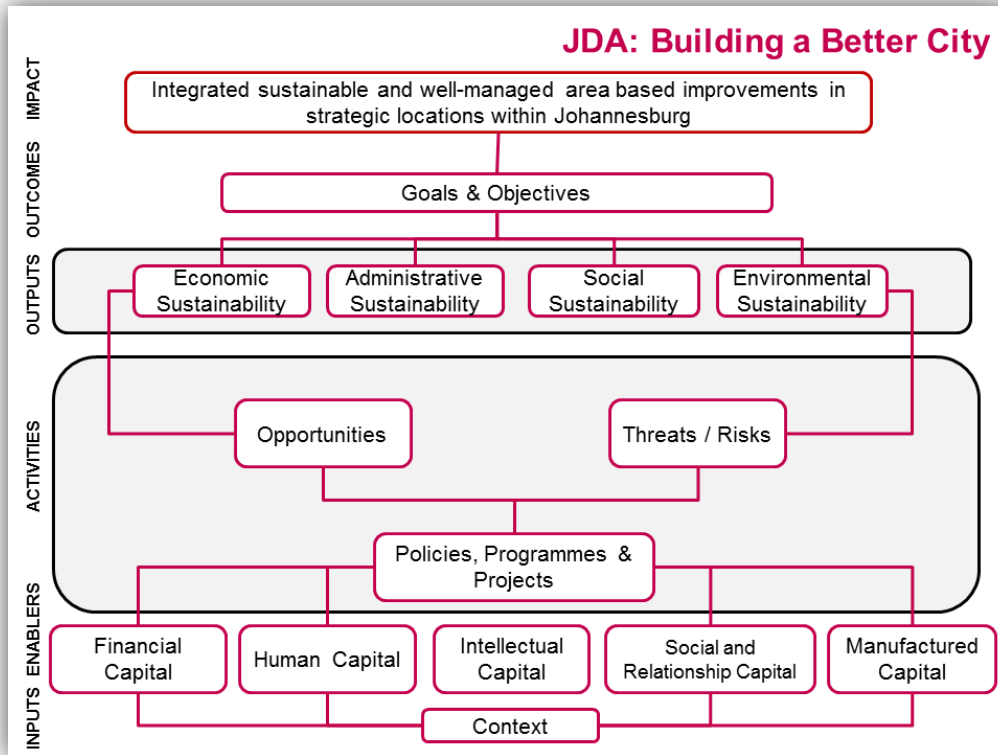 JDA: Building a Better City
IMPACT
Integrated sustainable and well-managed area based improvements in
strategic locations within Johannesburg
OUTCOMES
Goals & Objectives
OUTPUTS
Economic
Sustainability
Administrative
Sustainability
Social
Sustainability
Environmental
Sustainability
ACTIVITIES
Opportunities
Threats / Risks
Policies, Programmes &
Projects
ENABLERS
Financial
Capital
Human Capital
Intellectual
Capital
Social and
Relationship Capital
Manufactured
Capital
INPUTS
Context